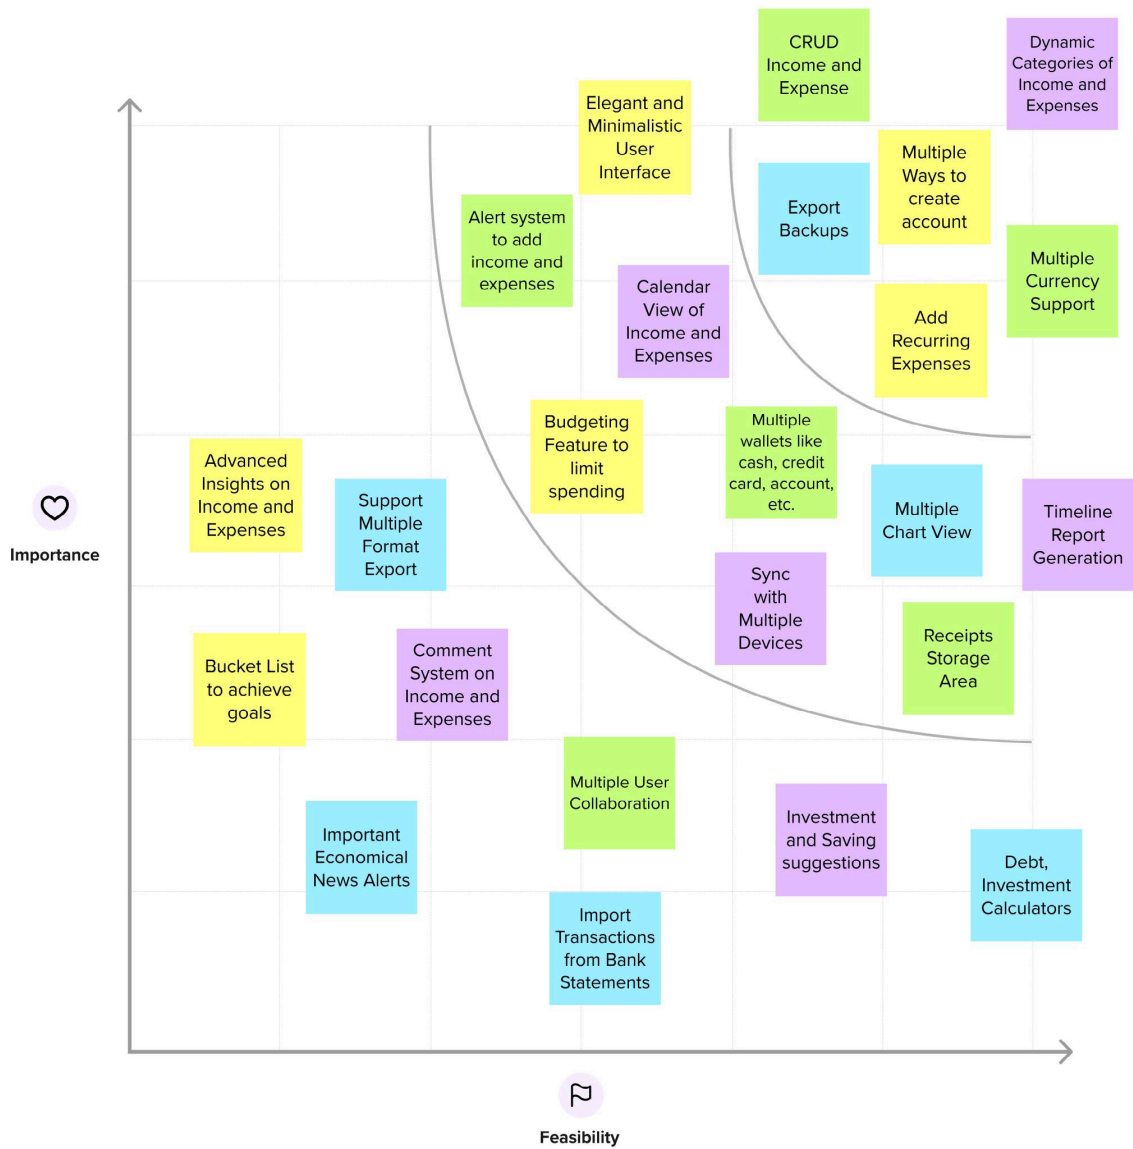 CRUD
Income and
Expense
Dynamic
Categories of
Income and
Expenses
Elegant and
Minimalistic
User
Interface
Multiple
Ways to
create
account
Export
Backups
Alert system
to add
income and
expenses
Multiple
Currency
Support
Calendar
View of
Income and
Expenses
Add
Recurring
Expenses
Budgeting
Feature to
limit
spending
Multiple
wallets like
cash, credit
card, account,
etc.
Advanced
Insights on
Income and
Expenses
Support
Multiple
Format
Export
Multiple
Chart View
Timeline
Report
Generation
Importance
Sync
with
Multiple
Devices
Receipts
Storage
Area
Bucket List
to achieve
goals
Comment
System on
Income and
Expenses
Multiple User
Collaboration
Investment
and Saving
suggestions
Important
Economical
News Alerts
Debt,
Investment
Calculators
Import
Transactions
from Bank
Statements
Feasibility